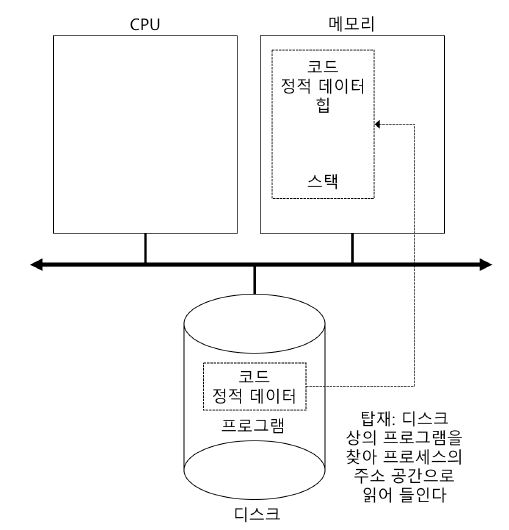 CPU
메모리
코드
정적 데이터
힙
스택
코드
정적 데이터
프로그램
디스크
탑재: 디스크
상의 프로그램을
찾아 프로세스의
주소 공간으로
읽어 들인다